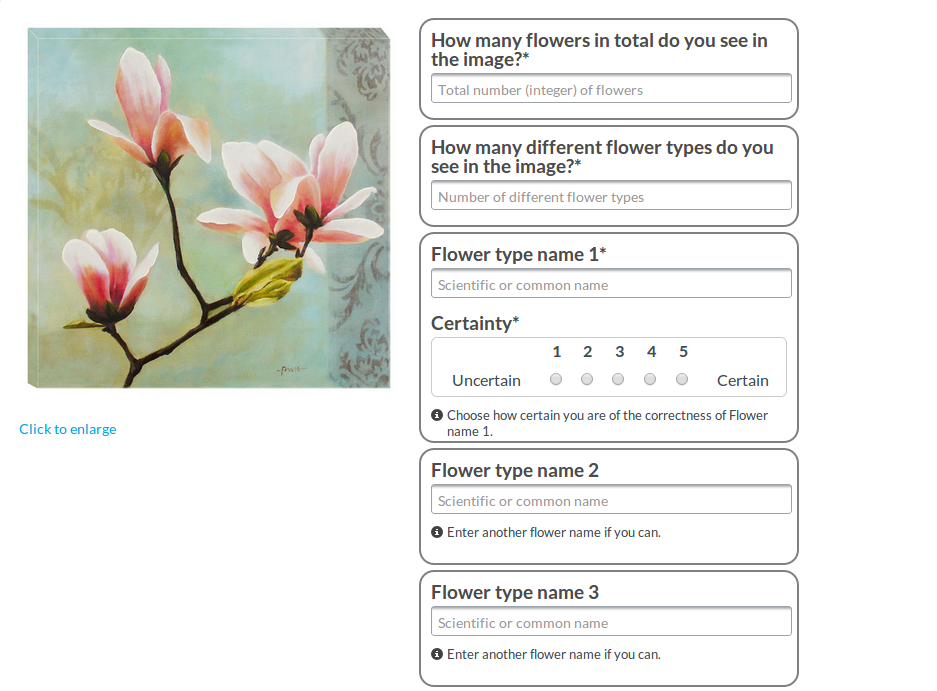 How many flowers in total do you see in
the image?*
Total number (integer) of flowers
How many different flower types do you
see in the image?*
Number of different flower types
Flower type name 1*
Scientific or common name
Certainty*
1 2 3 4 5
Uncertain Certain
Choose how certain you are of the correctness of Flower
name 1.
Click to enlarge
Flower type name 2
Scientific or common name
Enter another flower name if you can.
Flower type name 3
Scientific or common name
Enter another flower name if you can.